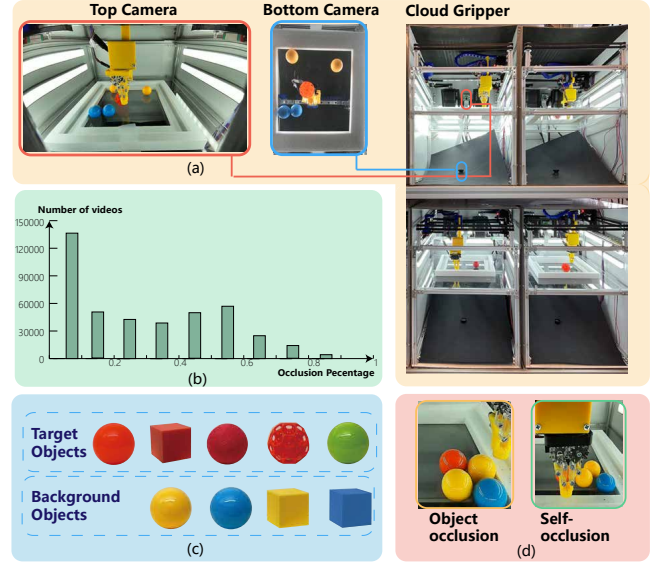 Top Camera
Bottom Camera
Cloud Gripper
(a)
Number of videos
150000
120000
90000
60000
30000
0
0.2
0.4
0.6
0.8
1
Occlusion Pecentage
(b)
Target
Objects
Background
Objects
(c)
Object
occlusion
Self-
occlusion
(d)